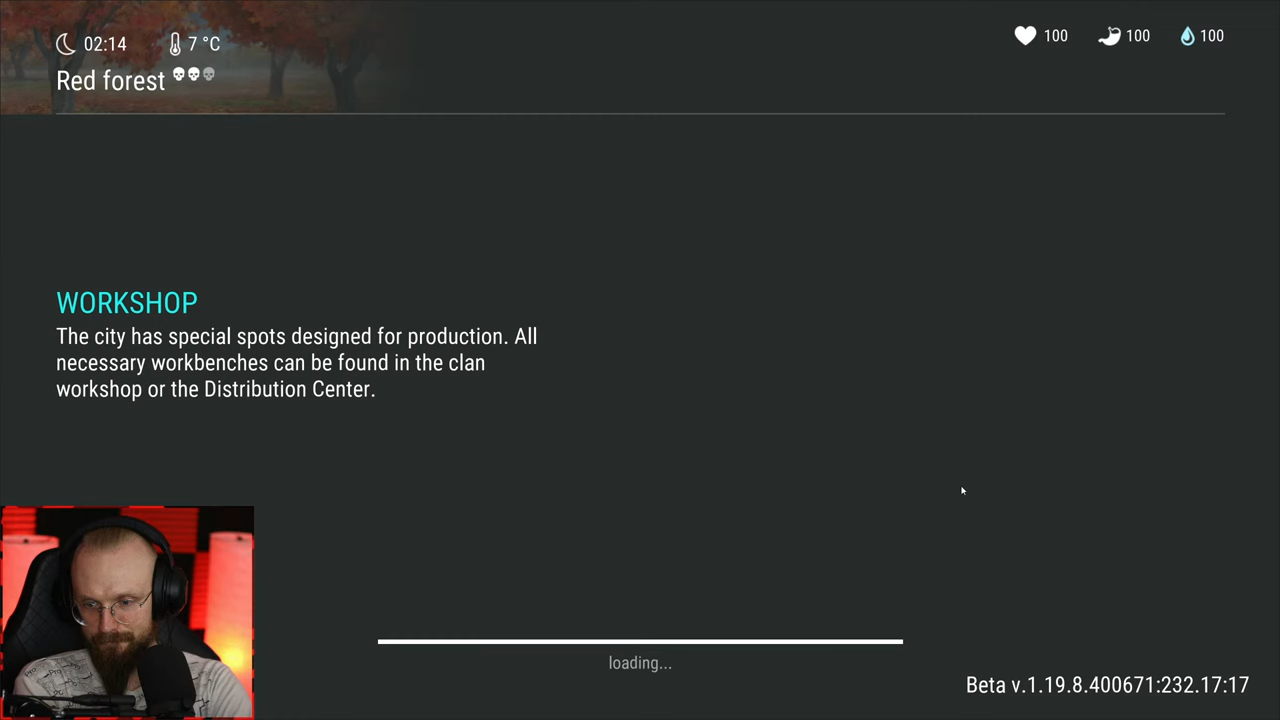 02:14 7 °C
100 100 100
Red forest
WORKSHOP
The city has special spots designed for production. All
necessary workbenches can be found in the clan
workshop or the Distribution Center.
loading...
Beta v.1.19.8.400671:232.17:17